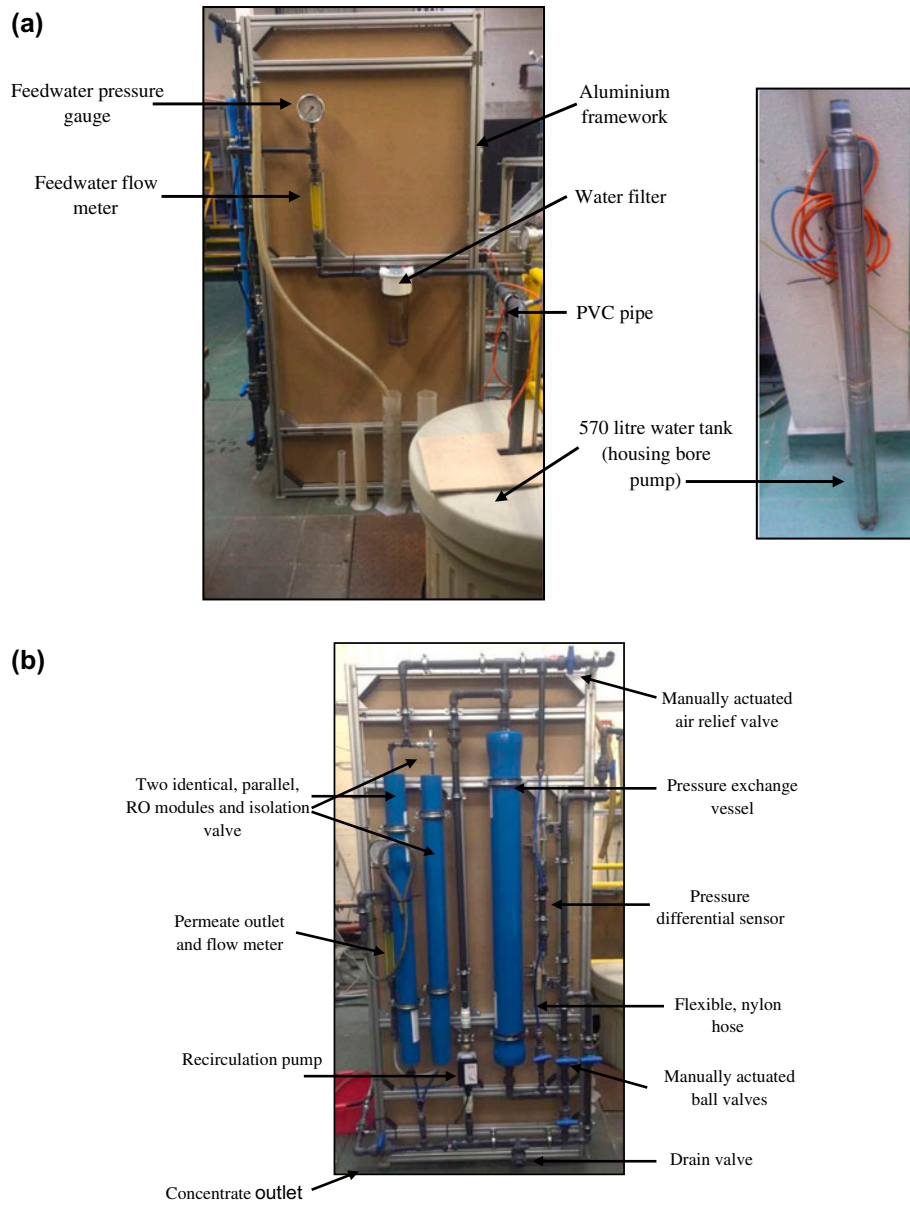 (a)
Feedwater pressure
gauge
Feedwater flow
meter
Aluminium
framework
Water filter
PVC pipe
570 litre water tank
(housing bore
pump)
(b)
Two identical, parallel,
RO modules and isolation
valve
Permeate outlet
and flow meter
Recirculation pump
Concentrate outlet
Manually actuated
air relief valve
Pressure exchange
vessel
Pressure
differential sensor
Flexible, nylon
hose
Manually actuated
ball valves
Drain valve